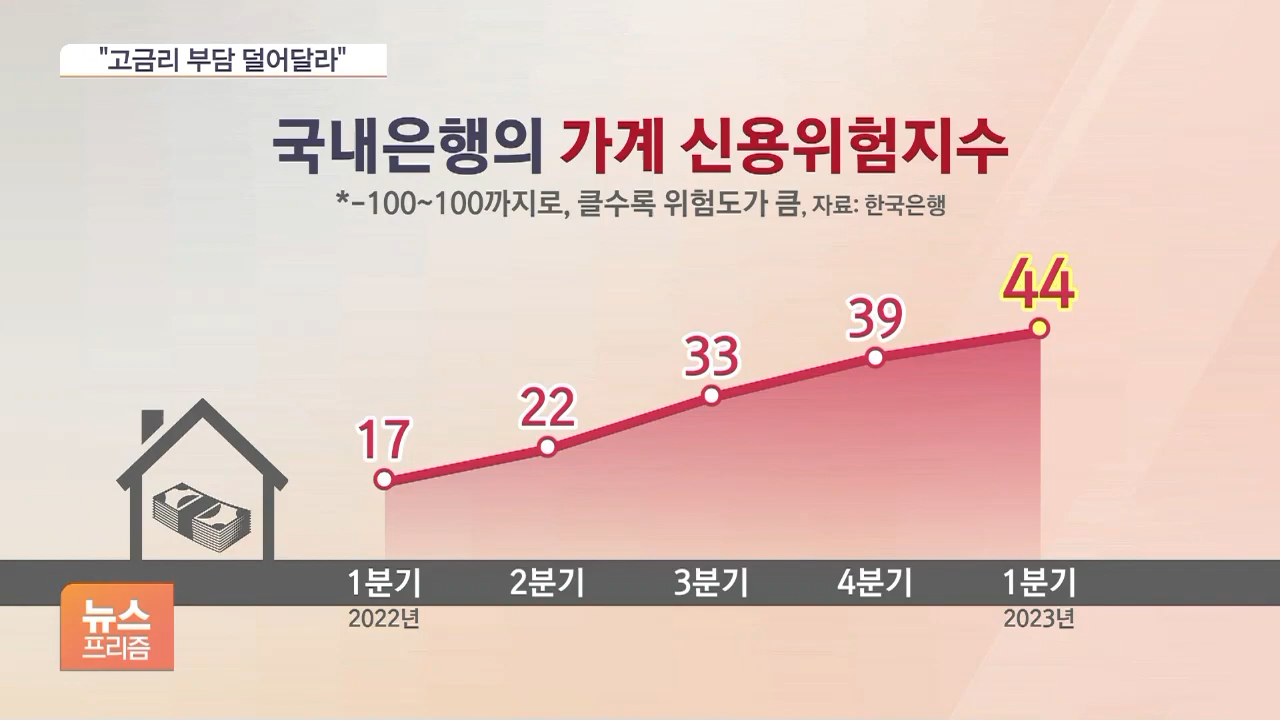 "고금리 부담 덜어달라"
국내은행의 가계 신용위험지수
*-100~100까지로, 클수록 위험도가 큼, 자료: 한국은행
44
39
33
22
17
1분기 2분기 3분기 4분기 1분기
2022년 2023년
뉴스
프리즘